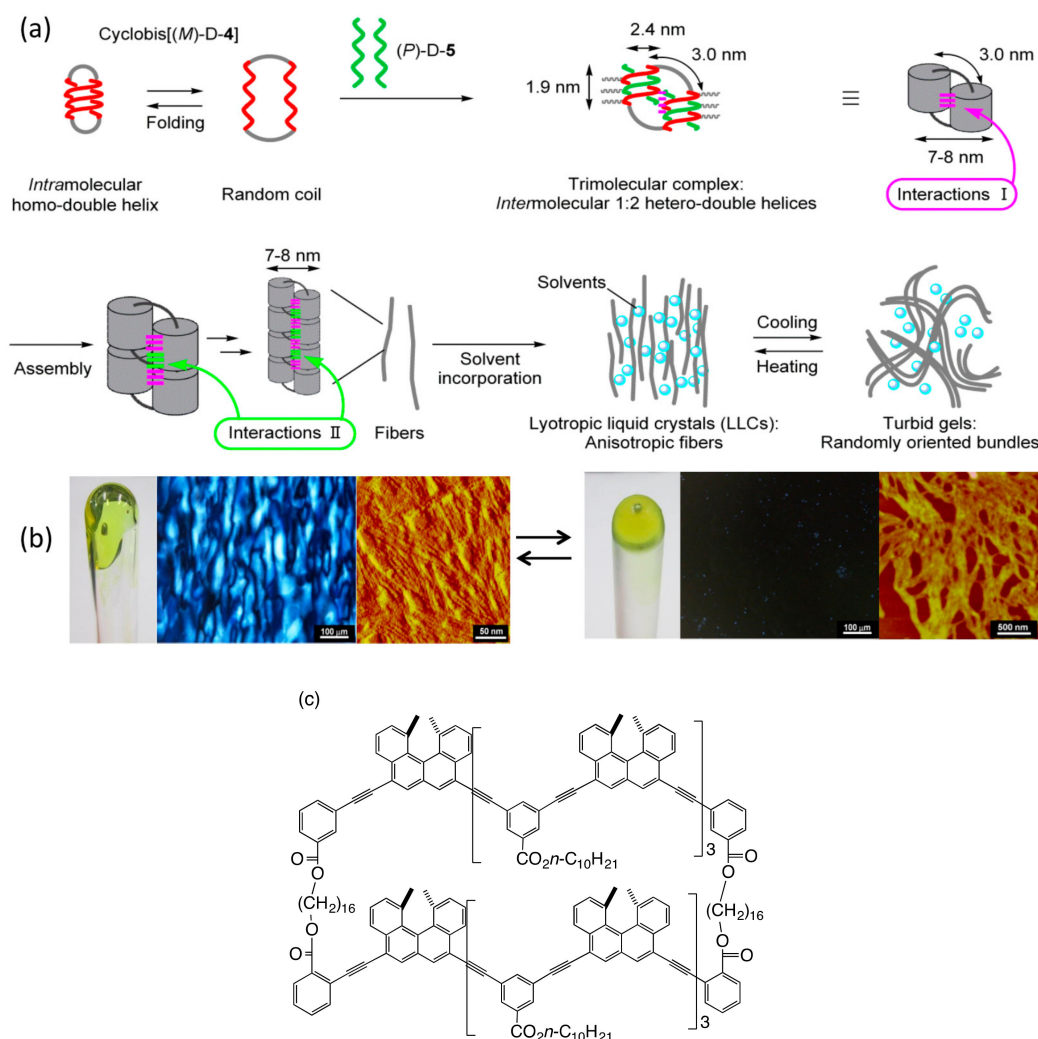 (a)
Cyclobis[(M)-D-4]
(P)-D-5
2.4 nm
3.0 nm
1.9 nm
≡
3.0 nm
7-8 nm
Folding
Intramolecular
homo-double helix
Random coil
Trimolecular complex:
Intermolecular 1:2 hetero-double helices
Interactions I
7-8 nm
Assembly
Interactions II
Fibers
Solvent
incorporation
Solvents
Lyotropic liquid crystals (LLCs):
Anisotropic fibers
Cooling
Heating
Turbid gels:
Randomly oriented bundles
(b)
100 μm
50 nm
100 μm
500 nm
(c)
CO2n-C10H21
3
O
O
(CH2)16
O
O
O
O
(CH2)16
O
O
CO2n-C10H21
3